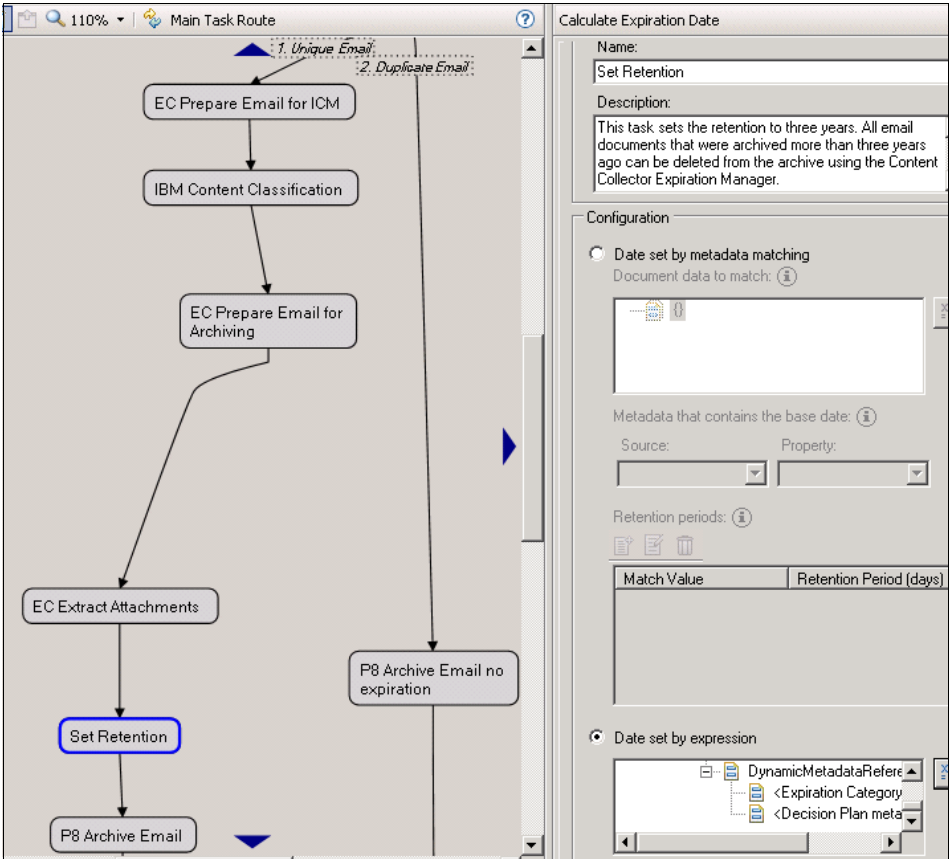 110%
Main Task Route
?
1. Unique Email
2. Duplicate Email
EC Prepare Email for ICM
IBM Content Classification
EC Prepare Email for
Archiving
EC Extract Attachments
P8 Archive Email no
expiration
Set Retention
P8 Archive Email
Calculate Expiration Date
Name:
Set Retention
Description:
This task sets the retention to three years. All email
documents that were archived more than three years
ago can be deleted from the archive using the Content
Collector Expiration Manager.
Configuration
Date set by metadata matching
Document data to match:
{}
Metadata that contains the base date:
Source: Property:
Retention periods:
Match Value Retention Period (days)
Date set by expression
DynamicMetadataRefere
<Expiration Category
<Decision Plan meta